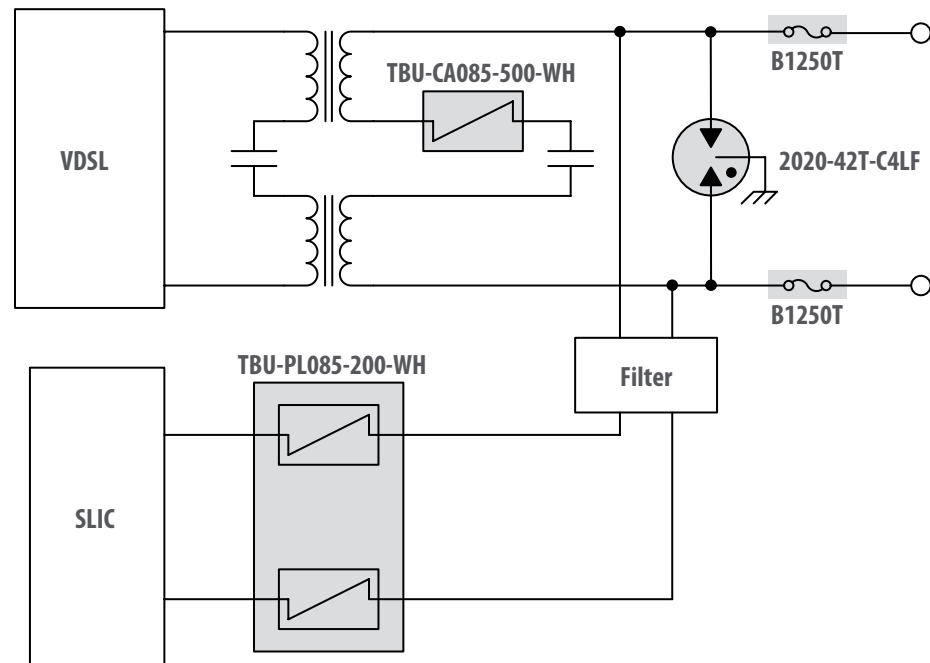 B1250T
TBU-CA085-500-WH
VDSL
2020-42T-C4LF
B1250T
TBU-PL085-200-WH
Filter
SLIC